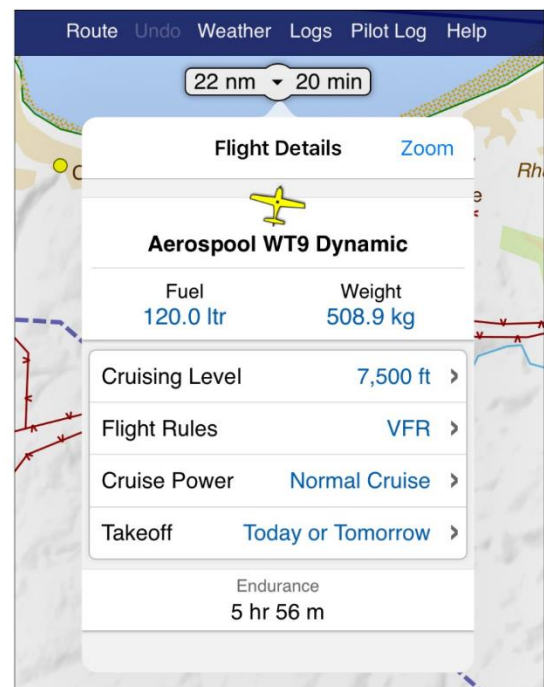 Route Undo Weather Logs Pilot Log Help
22 nm 20 min
Flight Details Zoom
Aerospool WT9 Dynamic
Fuel Weight
120.0 ltr 508.9 kg
Cruising Level 7,500 ft
Flight Rules VFR
Cruise Power Normal Cruise
Takeoff Today or Tomorrow
Endurance
5 hr 56 m